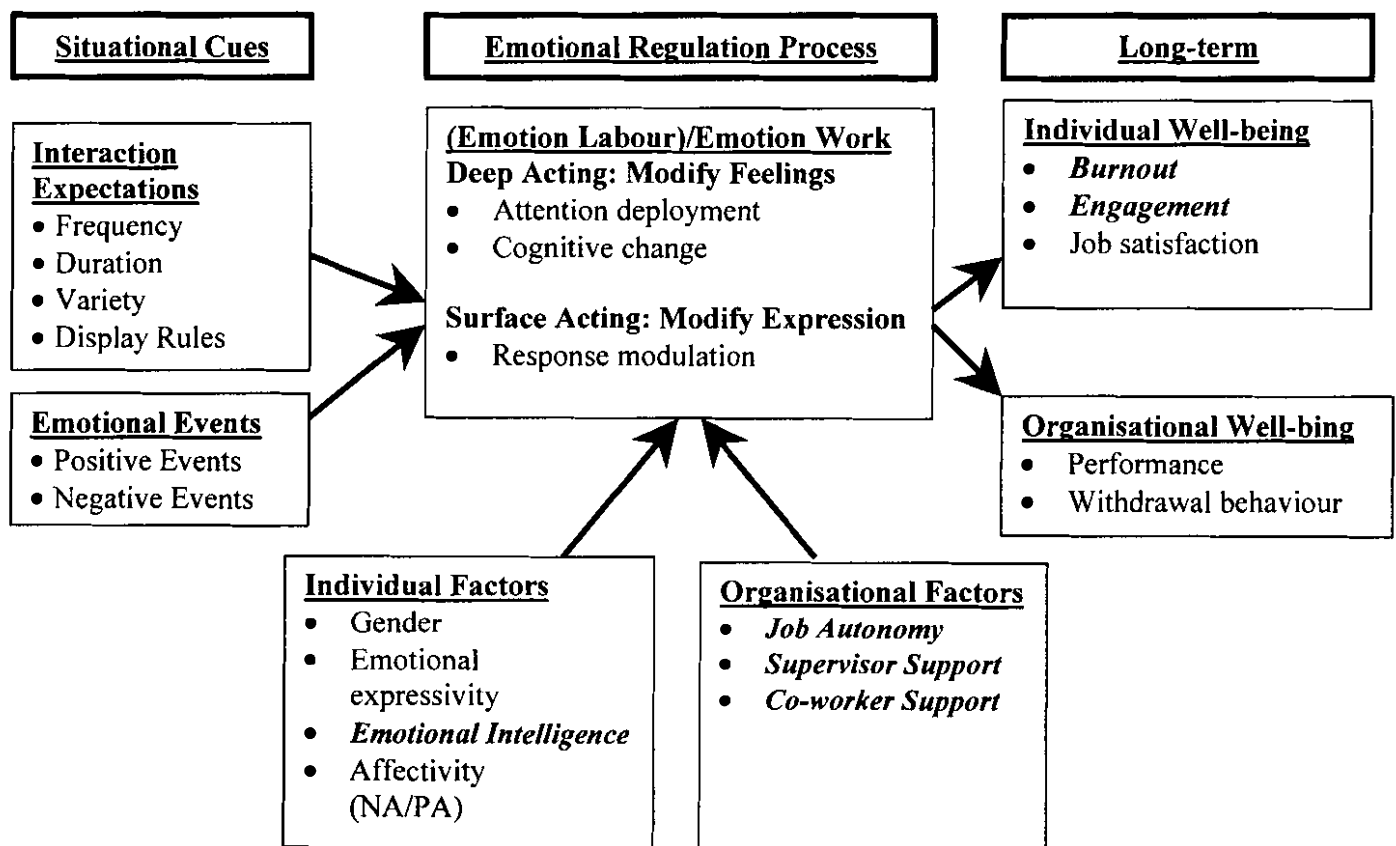 Situational Cues
Emotional Regulation Process
Long-term
Interaction
Expectations
• Frequency
• Duration
• Variety
• Display Rules
Emotional Events
• Positive Events
• Negative Events
(Emotion Labour)/Emotion Work
Deep Acting: Modify Feelings
• Attention deployment
• Cognitive change
Surface Acting: Modify Expression
• Response modulation
Individual Well-being
• Burnout
• Engagement
• Job satisfaction
Organisational Well-bing
• Performance
• Withdrawal behaviour
Individual Factors
• Gender
• Emotional
expressivity
• Emotional Intelligence
• Affectivity
(NA/PA)
Organisational Factors
• Job Autonomy
• Supervisor Support
• Co-worker Support